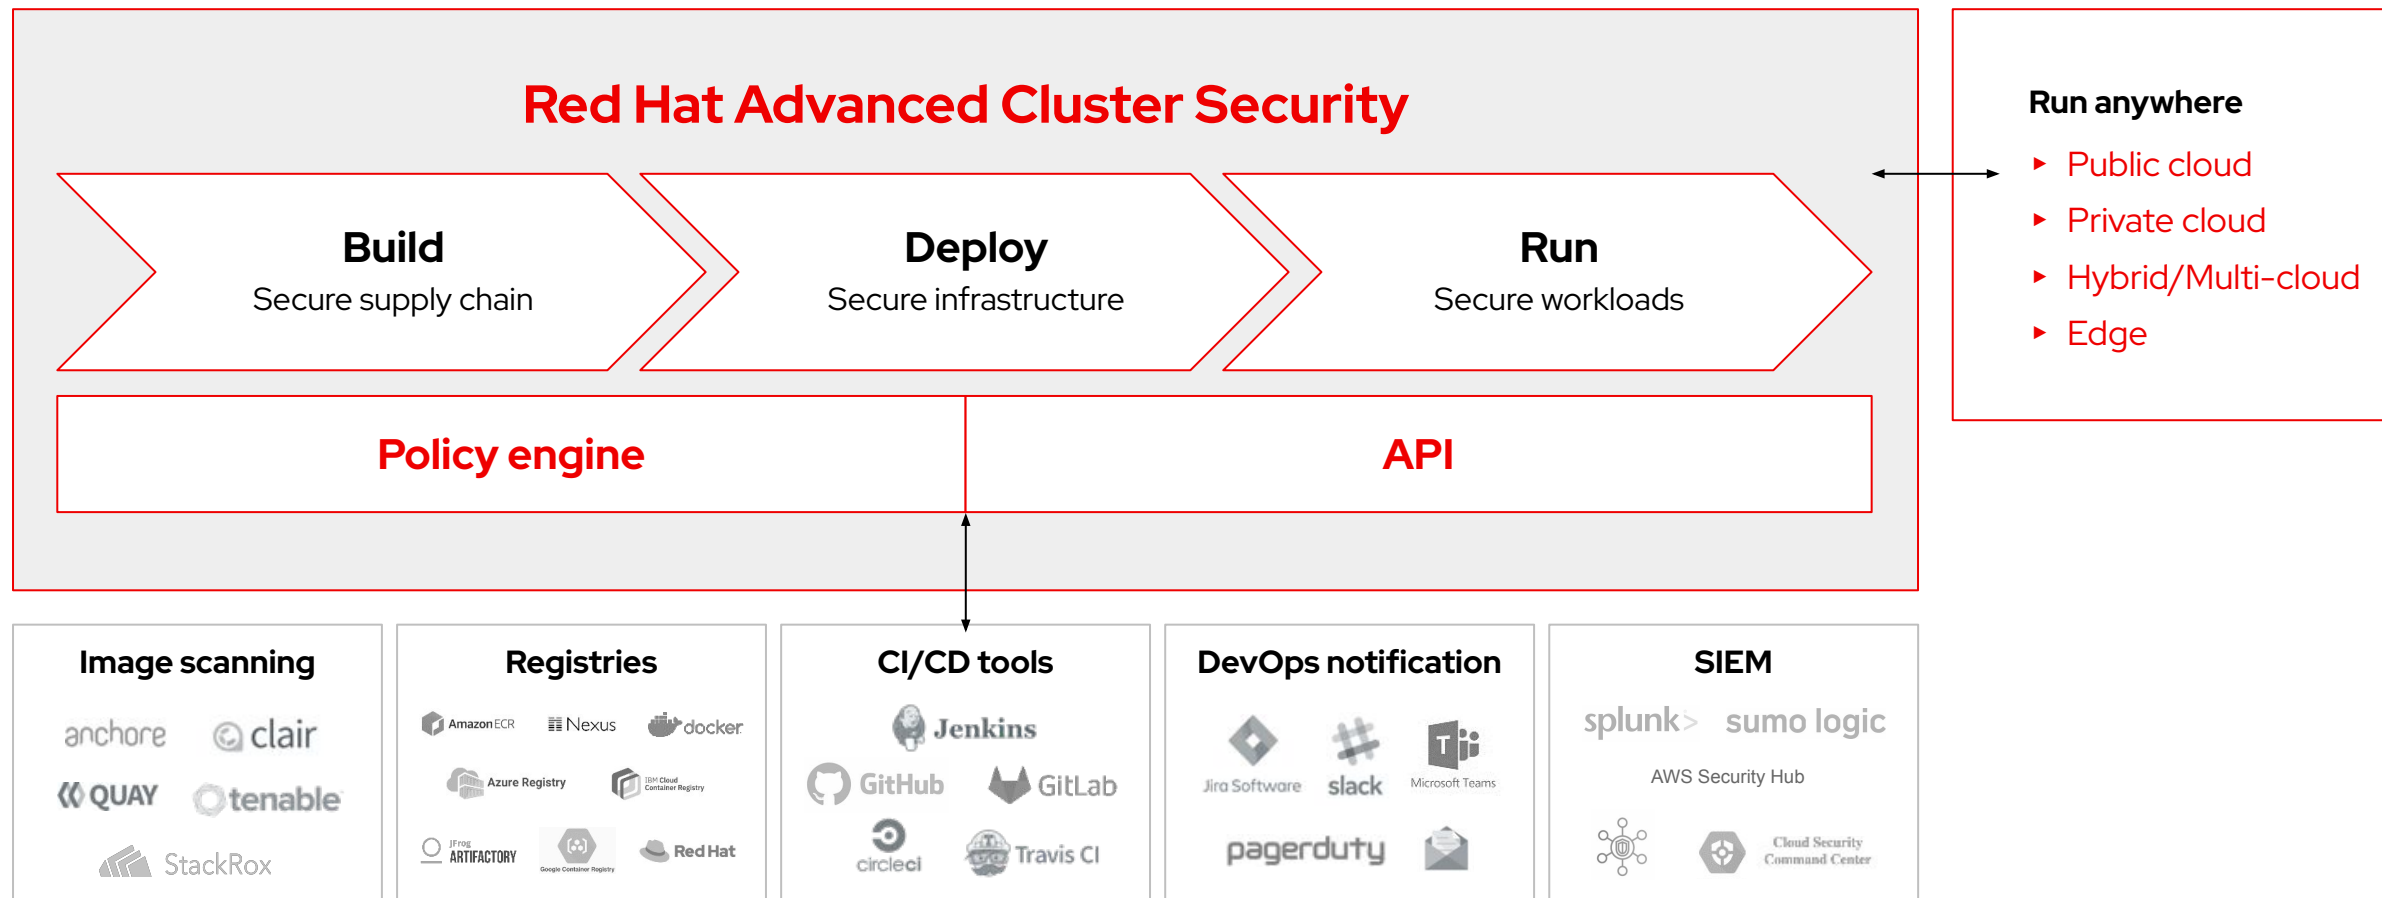 Red Hat Advanced Cluster Security
Build
Secure supply chain
Deploy
Secure infrastructure
Run
Secure workloads
Policy engine
API
Run anywhere
Public cloud
Private cloud
Hybrid/Multi-cloud
Edge
Image scanning
anchore
clair
QUAY
tenable
StackRox
Registries
Amazon ECR
Nexus
docker
Azure Registry
IBM Cloud
Container Registry
JFrog
ARTIFACTORY
Google Container Registry
Red Hat
CI/CD tools
Jenkins
GitHub
GitLab
circleci
Travis CI
DevOps notification
Jira Software
slack
T
Microsoft Teams
pagerduty
SIEM
splunk>
sumo logic
AWS Security Hub
Cloud Security
Command Center